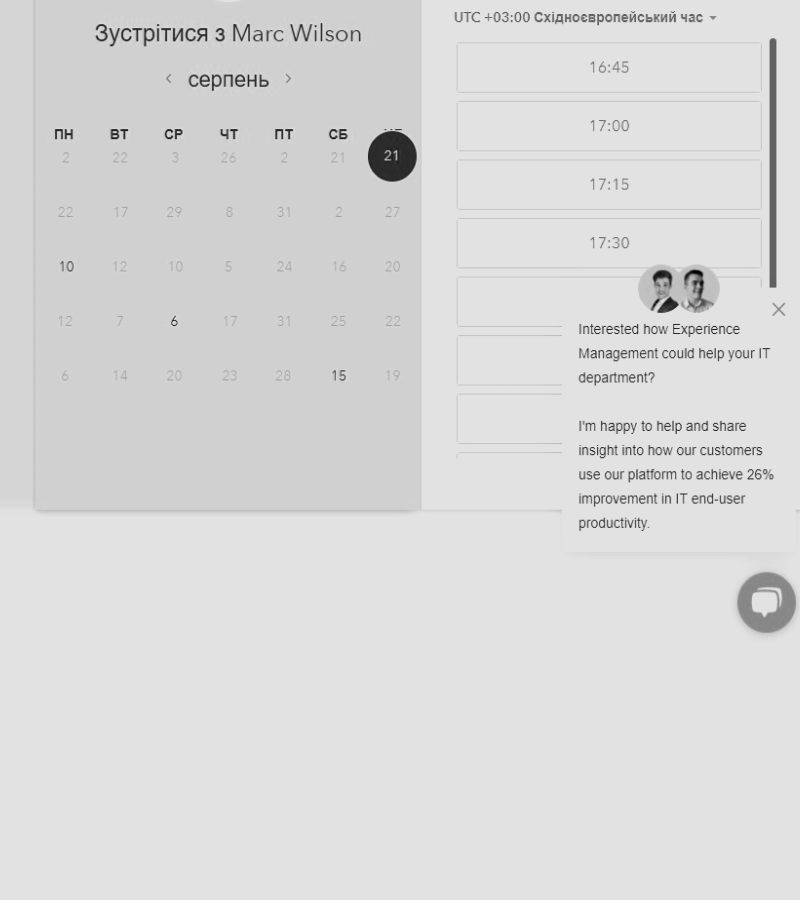 Зустрітися з Marc Wilson
серпень
ПН ВТ СР ЧТ ПТ СБ
2 22 3 26 2 21 21
22 17 29 8 31 2 27
10 12 10 5 24 16 20
12 7 6 17 31 25 22
6 14 20 23 28 15 19
UTC +03:00 Східноєвропейський час
16:45
17:00
17:15
17:30
Interested how Experience
Management could help your IT
department?
I'm happy to help and share
insight into how our customers
use our platform to achieve 26%
improvement in IT end-user
productivity.